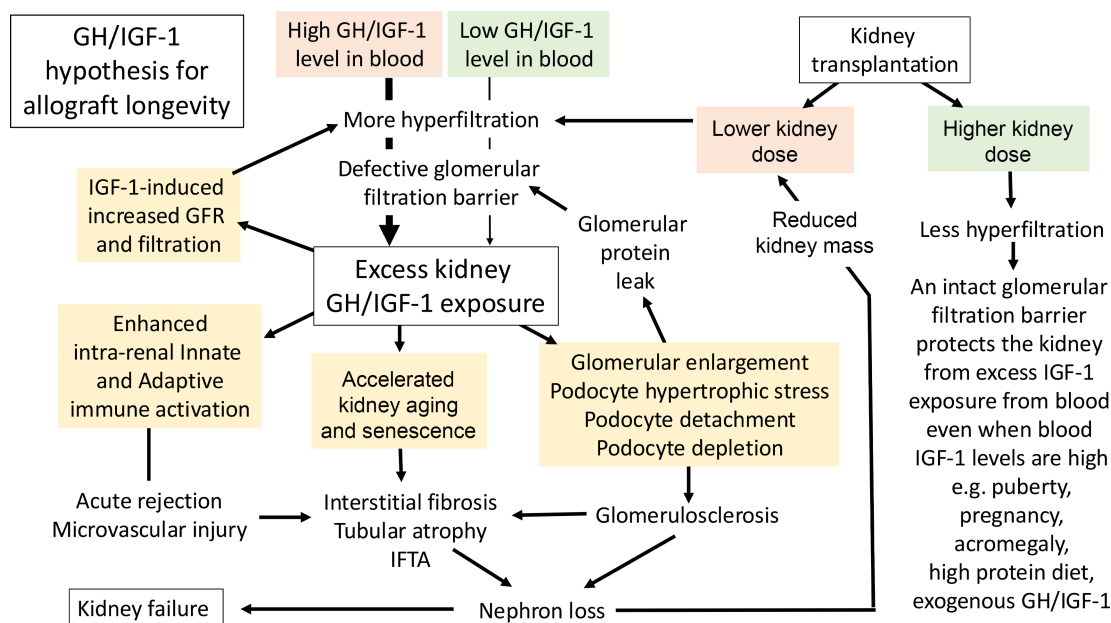 GH/IGF-1
hypothesis for
allograft longevity
High GH/IGF-1
level in blood
Low GH/IGF-1
level in blood
Kidney
transplantation
More hyperfiltration
Lower kidney
dose
Higher kidney
dose
Defective glomerular
filtration barrier
IGF-1-induced
increased GFR
and filtration
Glomerular
protein
leak
Reduced
kidney mass
Less hyperfiltration
Excess kidney
GH/IGF-1 exposure
An intact glomerular
filtration barrier
protects the kidney
from excess IGF-1
exposure from blood
even when blood
IGF-1 levels are high
e.g. puberty,
pregnancy,
acromegaly,
high protein diet,
exogenous GH/IGF-1
Enhanced
intra-renal Innate
and Adaptive
immune activation
Accelerated
kidney aging
and senescence
Glomerular enlargement
Podocyte hypertrophic stress
Podocyte detachment
Podocyte depletion
Acute rejection
Microvascular injury
Interstitial fibrosis
Tubular atrophy
IFTA
Glomerulosclerosis
Kidney failure
Nephron loss